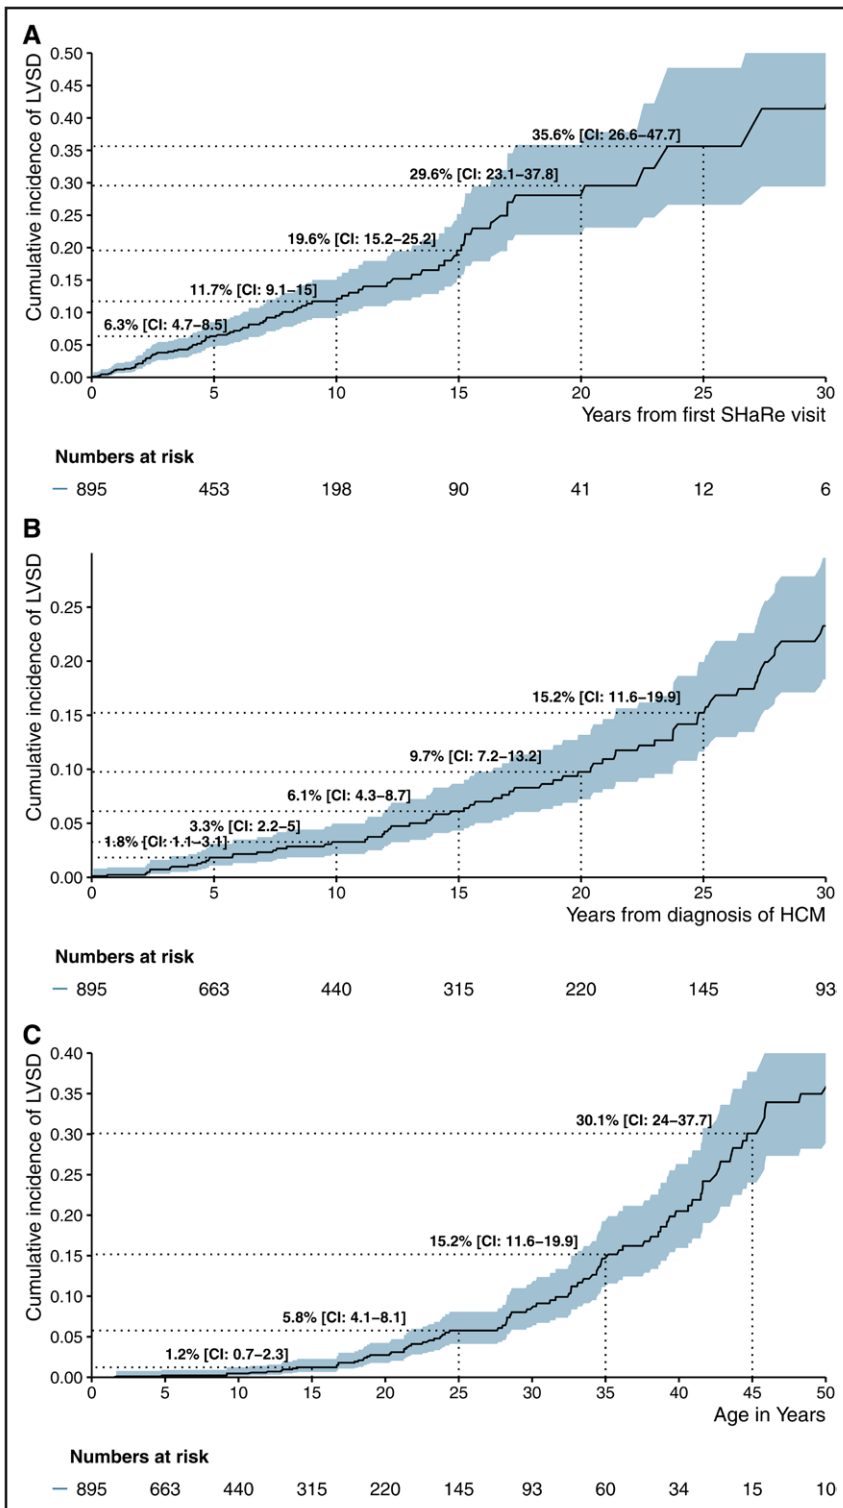 A
0.50
0.45
0.40
0.35
0.30
0.25
0.20
0.15
0.10
0.05
0.00
Cumulative incidence of LVSD
35.6% [CI: 26.6–47.7]
29.6% [CI: 23.1–37.8]
19.6% [CI: 15.2–25.2]
11.7% [CI: 9.1–15]
6.3% [CI: 4.7–8.5]
0 5 10 15 20 25 30
Years from first SHaRe visit
Numbers at risk
895 453 198 90 41 12 6
B
0.25
0.20
0.15
0.10
0.05
0.00
Cumulative incidence of LVSD
15.2% [CI: 11.6–19.9]
9.7% [CI: 7.2–13.2]
6.1% [CI: 4.3–8.7]
3.3% [CI: 2.2–5]
1.8% [CI: 1.1–3.1]
0 5 10 15 20 25 30
Years from diagnosis of HCM
Numbers at risk
895 663 440 315 220 145 93
C
0.40
0.35
0.30
0.25
0.20
0.15
0.10
0.05
0.00
Cumulative incidence of LVSD
30.1% [CI: 24–37.7]
15.2% [CI: 11.6–19.9]
5.8% [CI: 4.1–8.1]
1.2% [CI: 0.7–2.3]
0 5 10 15 20 25 30 35 40 45 50
Age in Years
Numbers at risk
895 663 440 315 220 145 93 60 34 15 10